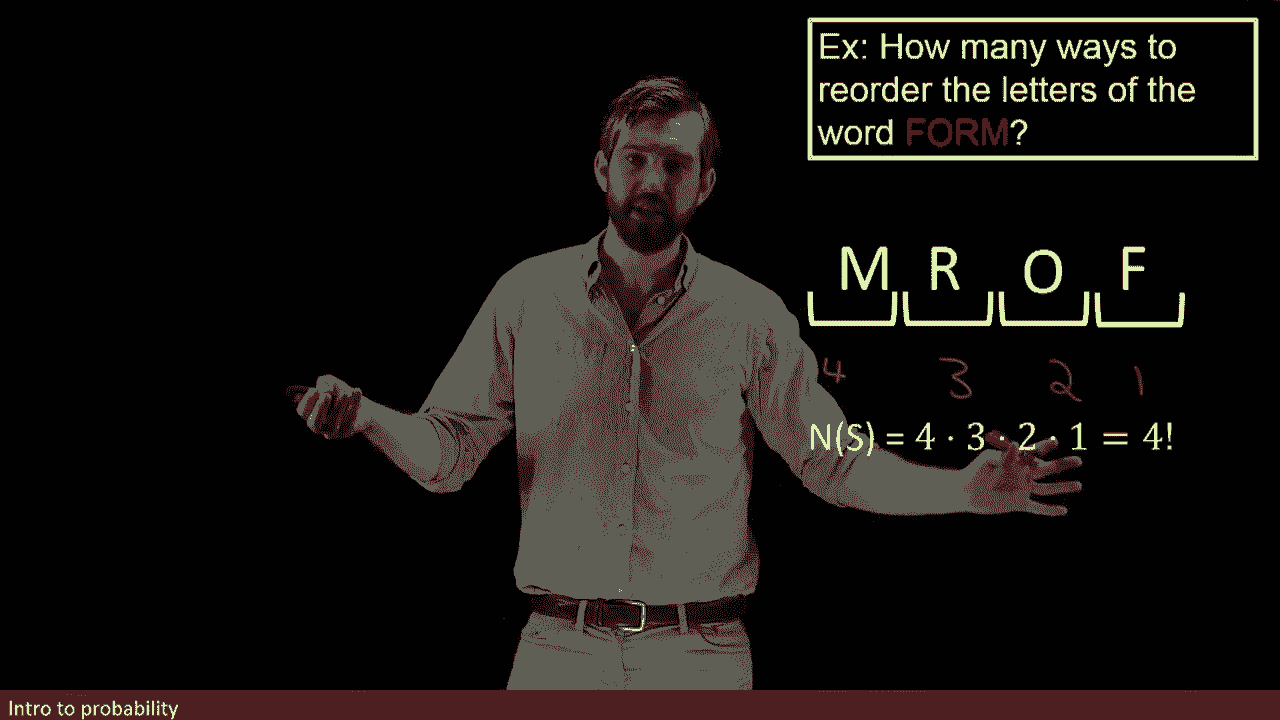 Ex: How many ways to
reorder the letters of the
word FORM?
M R O F
4 3 2 1
N(S) = 4 · 3 · 2 · 1 = 4!
Intro to probability